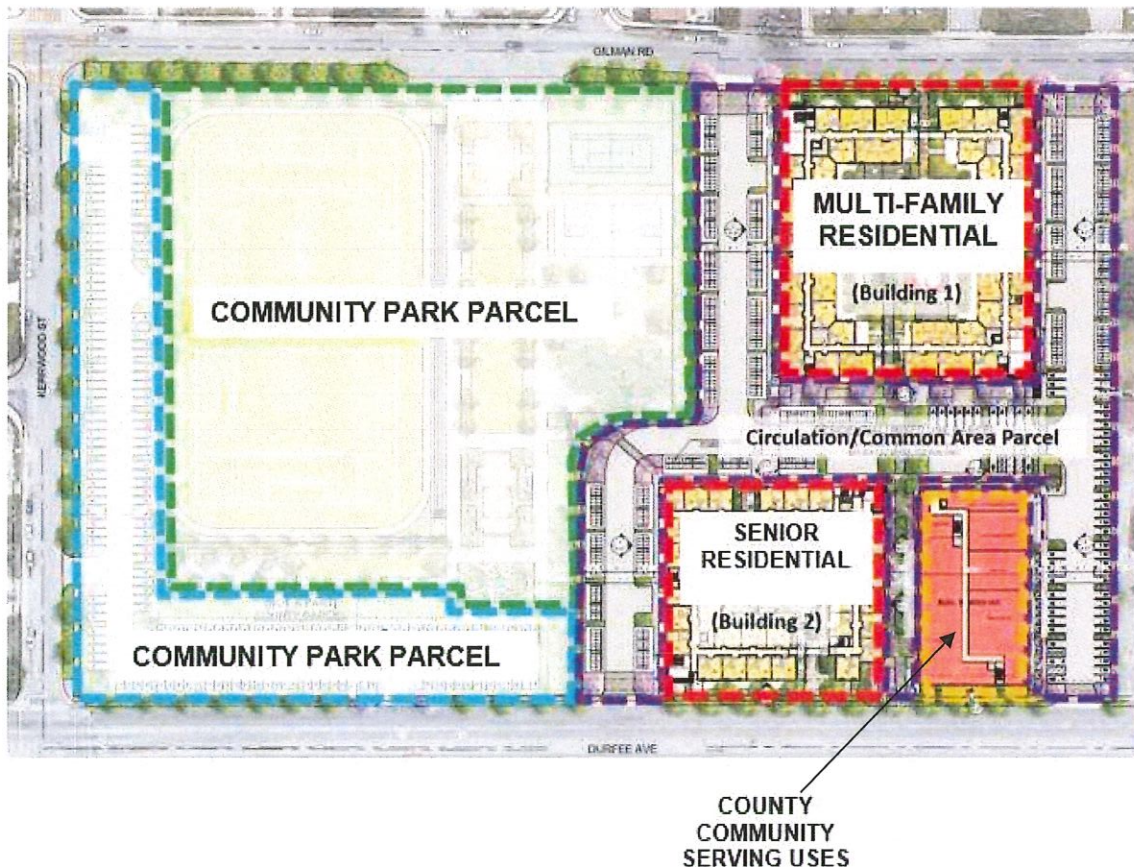 GILMAN RD
MULTI-FAMILY
RESIDENTIAL
(Building 1)
COMMUNITY PARK PARCEL
KERRWOOD ST
Circulation/Common Area Parcel
SENIOR
RESIDENTIAL
(Building 2)
COMMUNITY PARK PARCEL
DURFEE AVE
COUNTY
COMMUNITY
SERVING USES